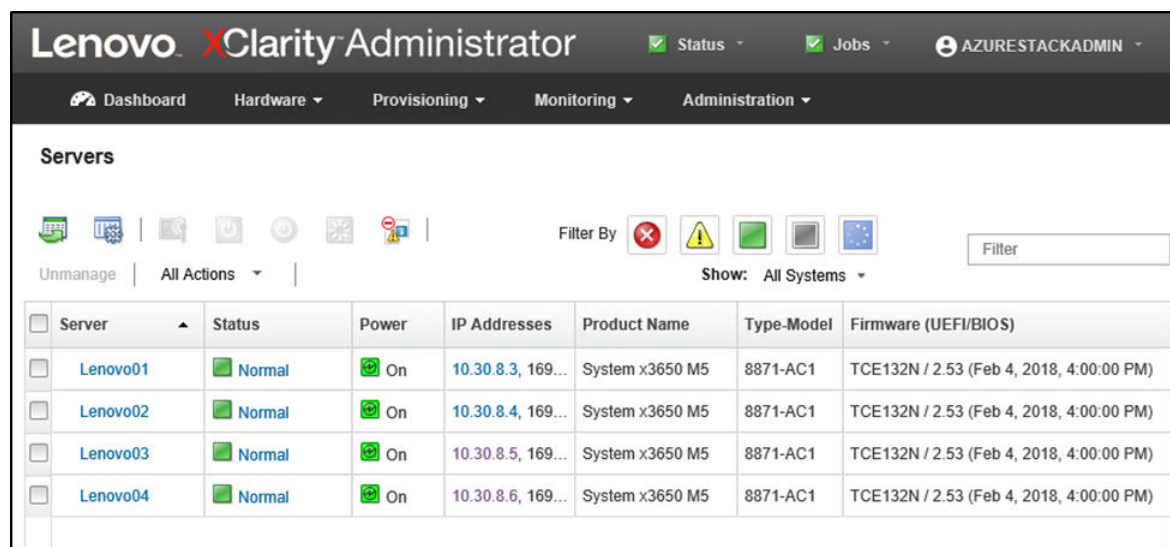 Lenovo XClarity Administrator Status Jobs AZURESTACKADMIN
Dashboard Hardware Provisioning Monitoring Administration
Servers
Filter By Filter
Unmanage All Actions Show: All Systems
Server Status Power IP Addresses Product Name Type-Model Firmware (UEFI/BIOS)
Lenovo01 Normal On 10.30.8.3, 169... System x3650 M5 8871-AC1 TCE132N / 2.53 (Feb 4, 2018, 4:00:00 PM)
Lenovo02 Normal On 10.30.8.4, 169... System x3650 M5 8871-AC1 TCE132N / 2.53 (Feb 4, 2018, 4:00:00 PM)
Lenovo03 Normal On 10.30.8.5, 169... System x3650 M5 8871-AC1 TCE132N / 2.53 (Feb 4, 2018, 4:00:00 PM)
Lenovo04 Normal On 10.30.8.6, 169... System x3650 M5 8871-AC1 TCE132N / 2.53 (Feb 4, 2018, 4:00:00 PM)